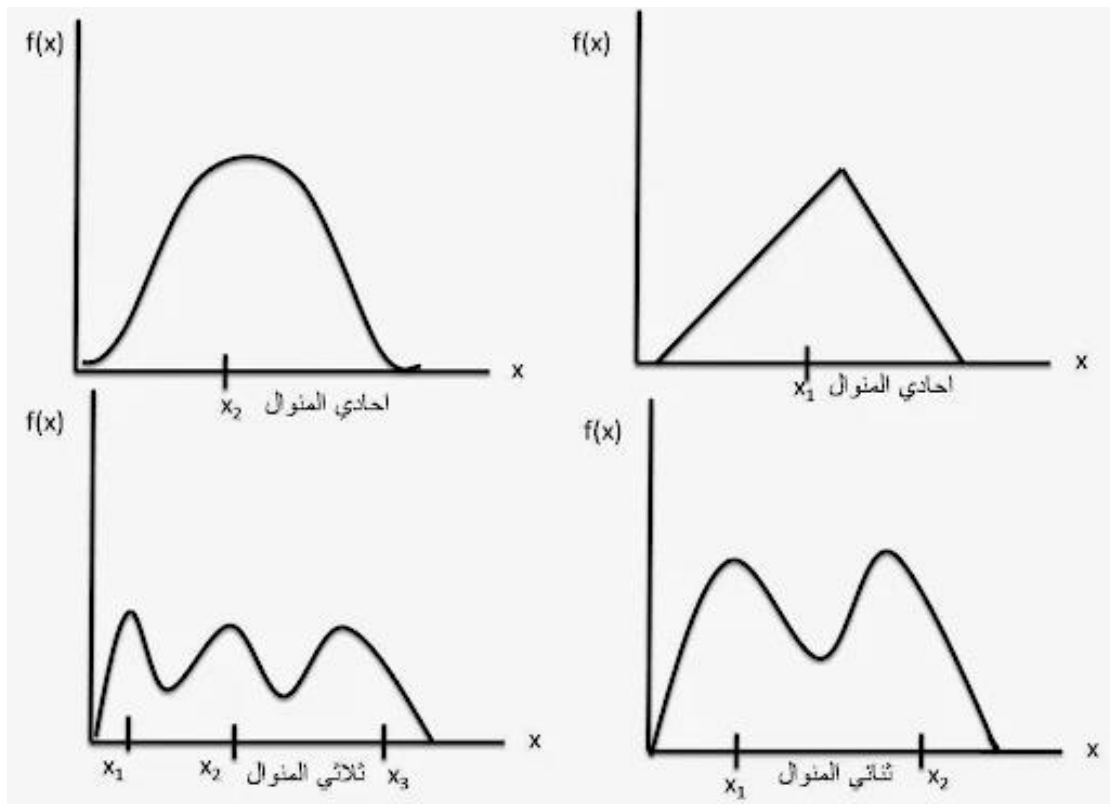 f(x)
x
x₂ احادي المنوال
f(x)
x
x₁ احادي المنوال
f(x)
x
x₁ x₂ ثلاثي المنوال x₃
f(x)
x
x₁ ثنائي المنوال x₂